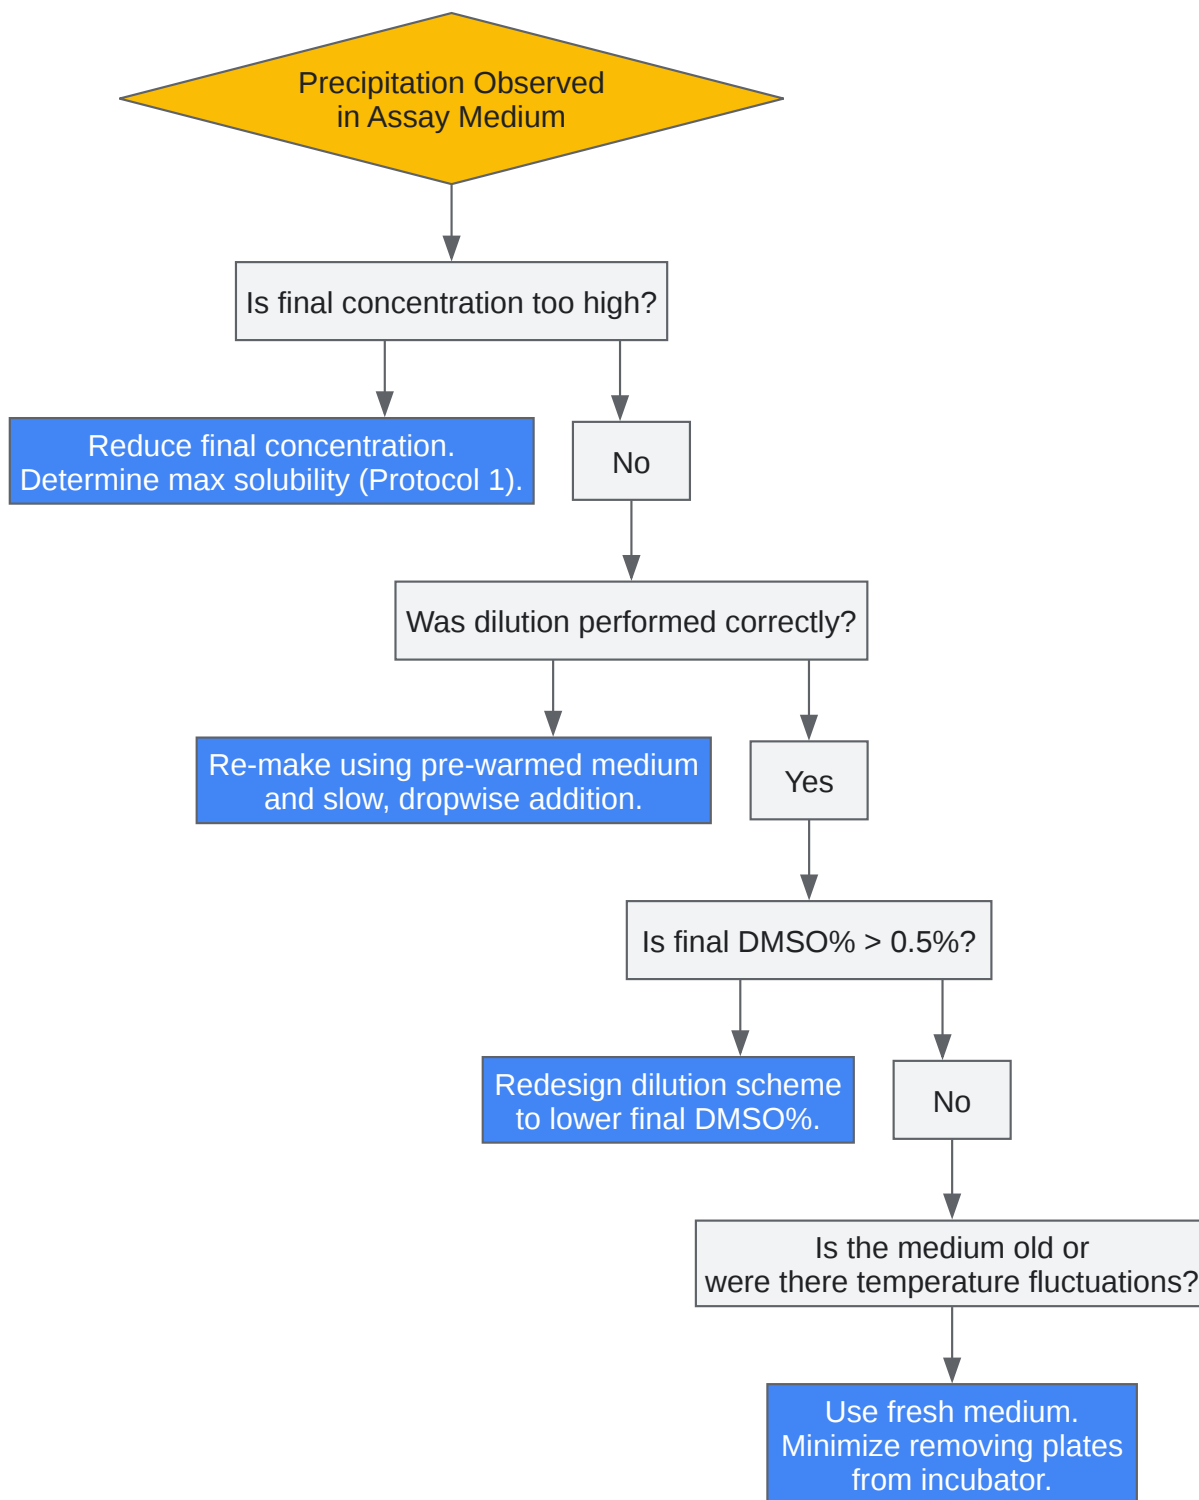 Precipitation Observed
in Assay Medium
Is final concentration too high?
Reduce final concentration.
Determine max solubility (Protocol 1).
No
Was dilution performed correctly?
Re-make using pre-warmed medium
and slow, dropwise addition.
Yes
Is final DMSO% > 0.5%?
Redesign dilution scheme
to lower final DMSO%.
No
Is the medium old or
were there temperature fluctuations?
Use fresh medium.
Minimize removing plates
from incubator.